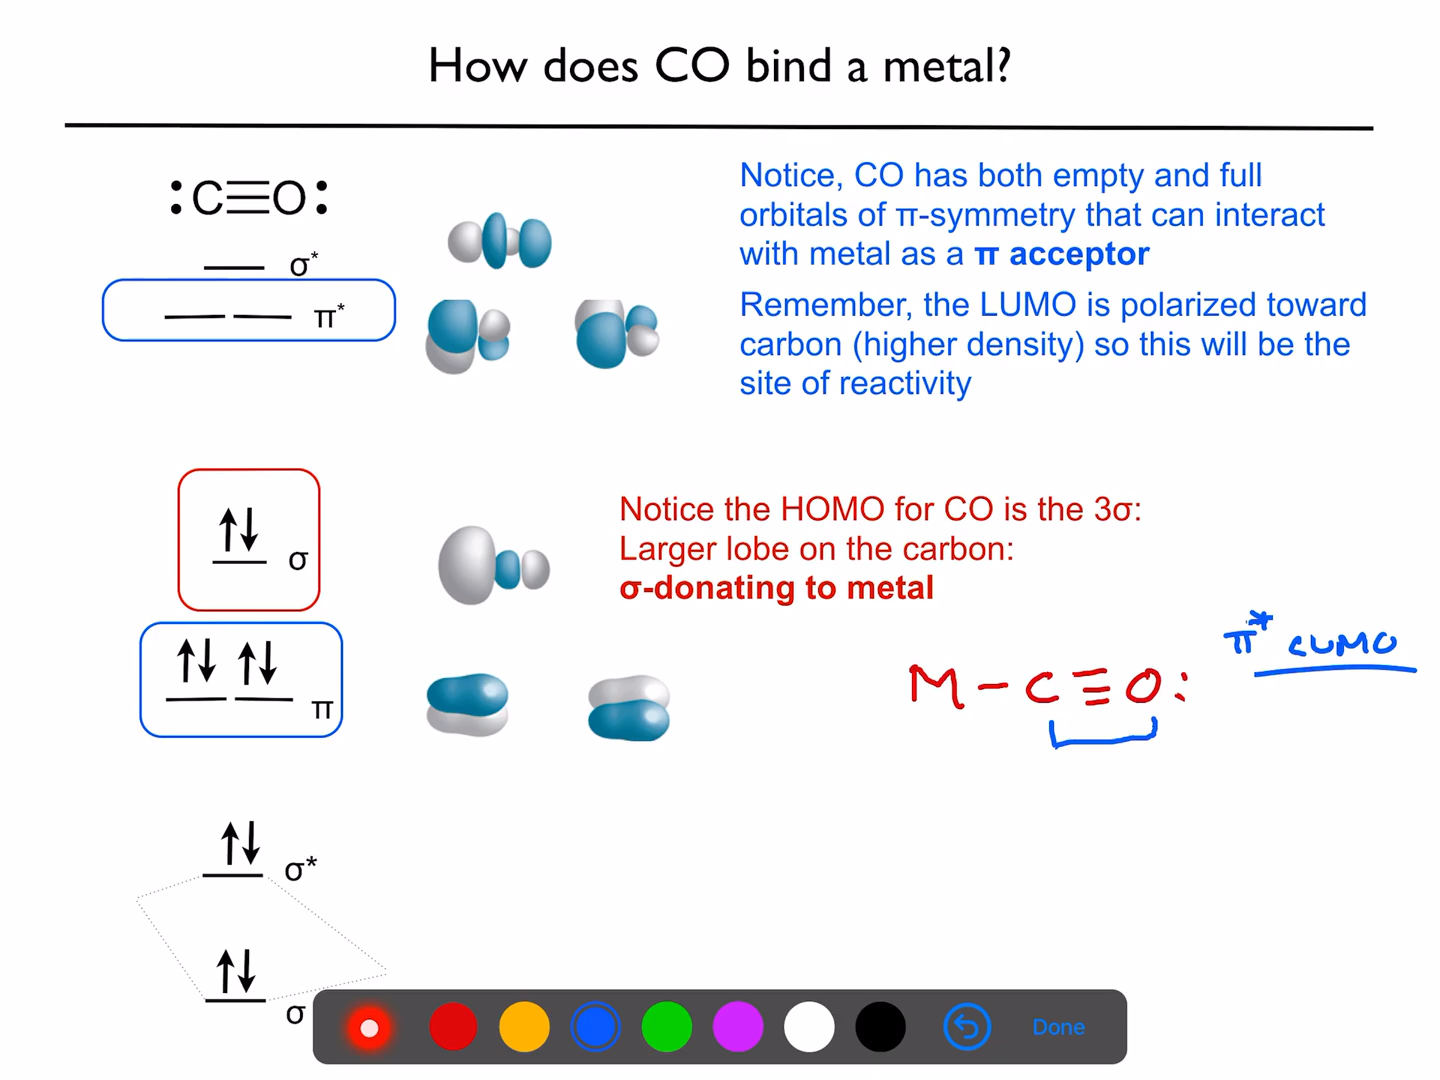 How does CO bind a metal?
:C≡O:
σ*
π*
Notice, CO has both empty and full
orbitals of π-symmetry that can interact
with metal as a π acceptor
Remember, the LUMO is polarized toward
carbon (higher density) so this will be the
site of reactivity
σ
Notice the HOMO for CO is the 3σ:
Larger lobe on the carbon:
σ-donating to metal
π
π* LUMO
M-C≡O:
σ*
σ
Done